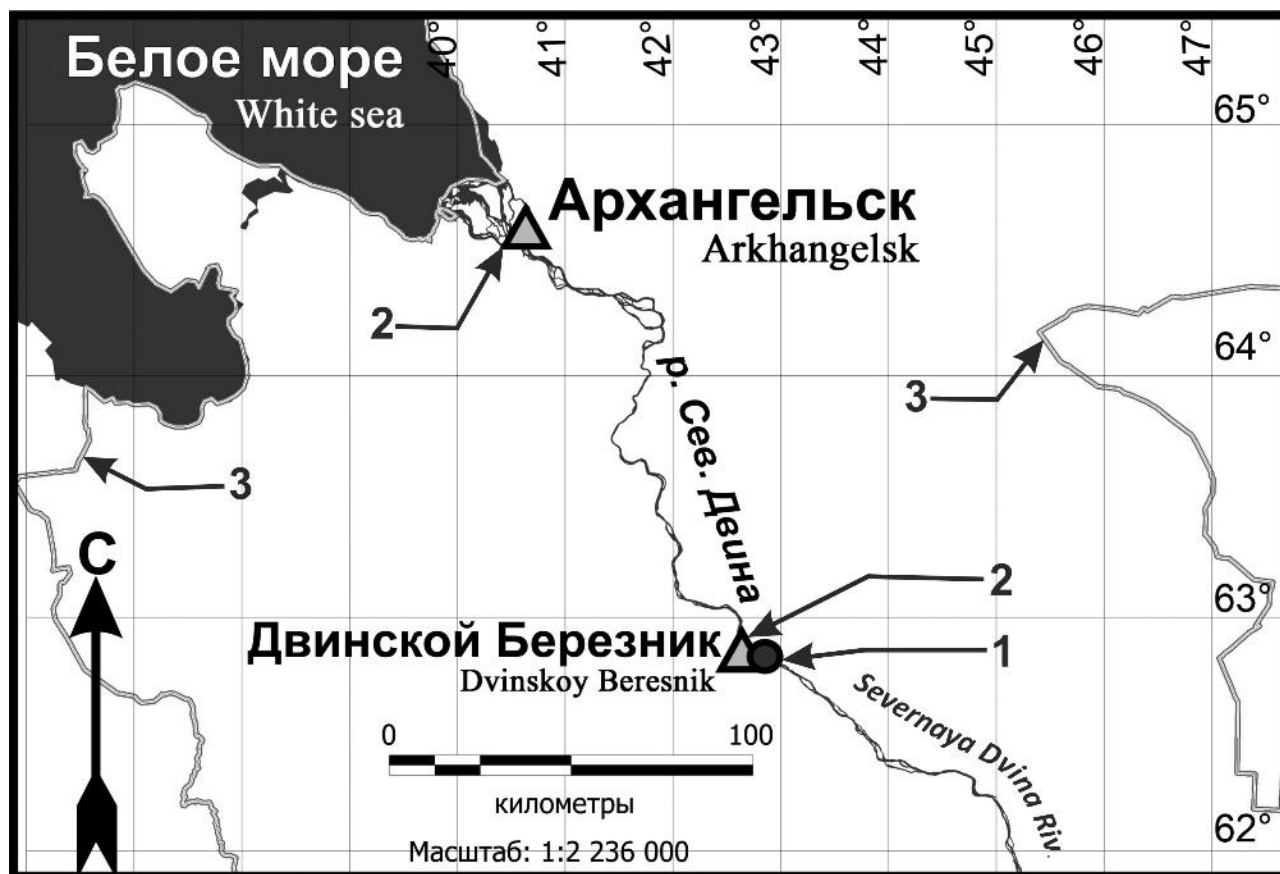 Белое море
White sea
40°
41°
42°
43°
44°
45°
46°
47°
65°
Архангельск
Arkhangelsk
2
64°
3
р. Сев. Двина
3
С
2
63°
Двинской Березник
1
Dvinskoy Beresnik
Severnaya Dvina Riv.
0
100
километры
62°
Масштаб: 1:2 236 000